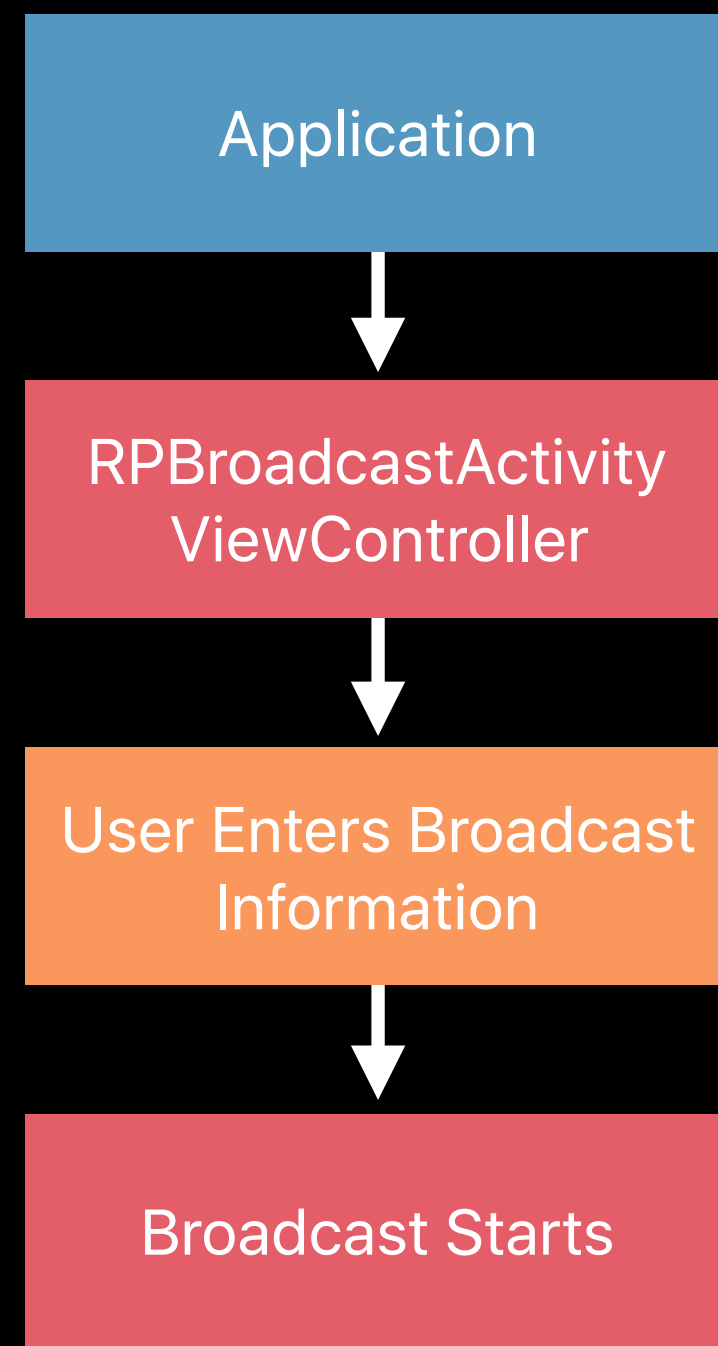 Application
RPBroadcastActivity
ViewController
User Enters Broadcast
Information
Broadcast Starts